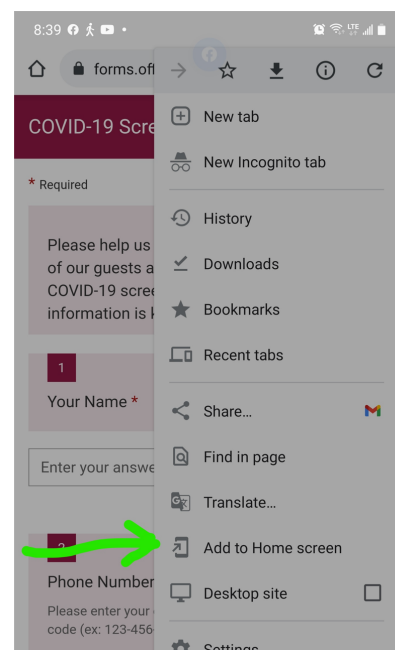 8:39
LTE
forms.off
COVID-19 Scre
* Required
Please help us
of our guests a
COVID-19 scree
information is k
1
Your Name *
Enter your answe
2
Phone Number
Please enter your
code (ex: 123-456
New tab
New Incognito tab
History
Downloads
Bookmarks
Recent tabs
Share...
Find in page
Translate...
Add to Home screen
Desktop site
Settings